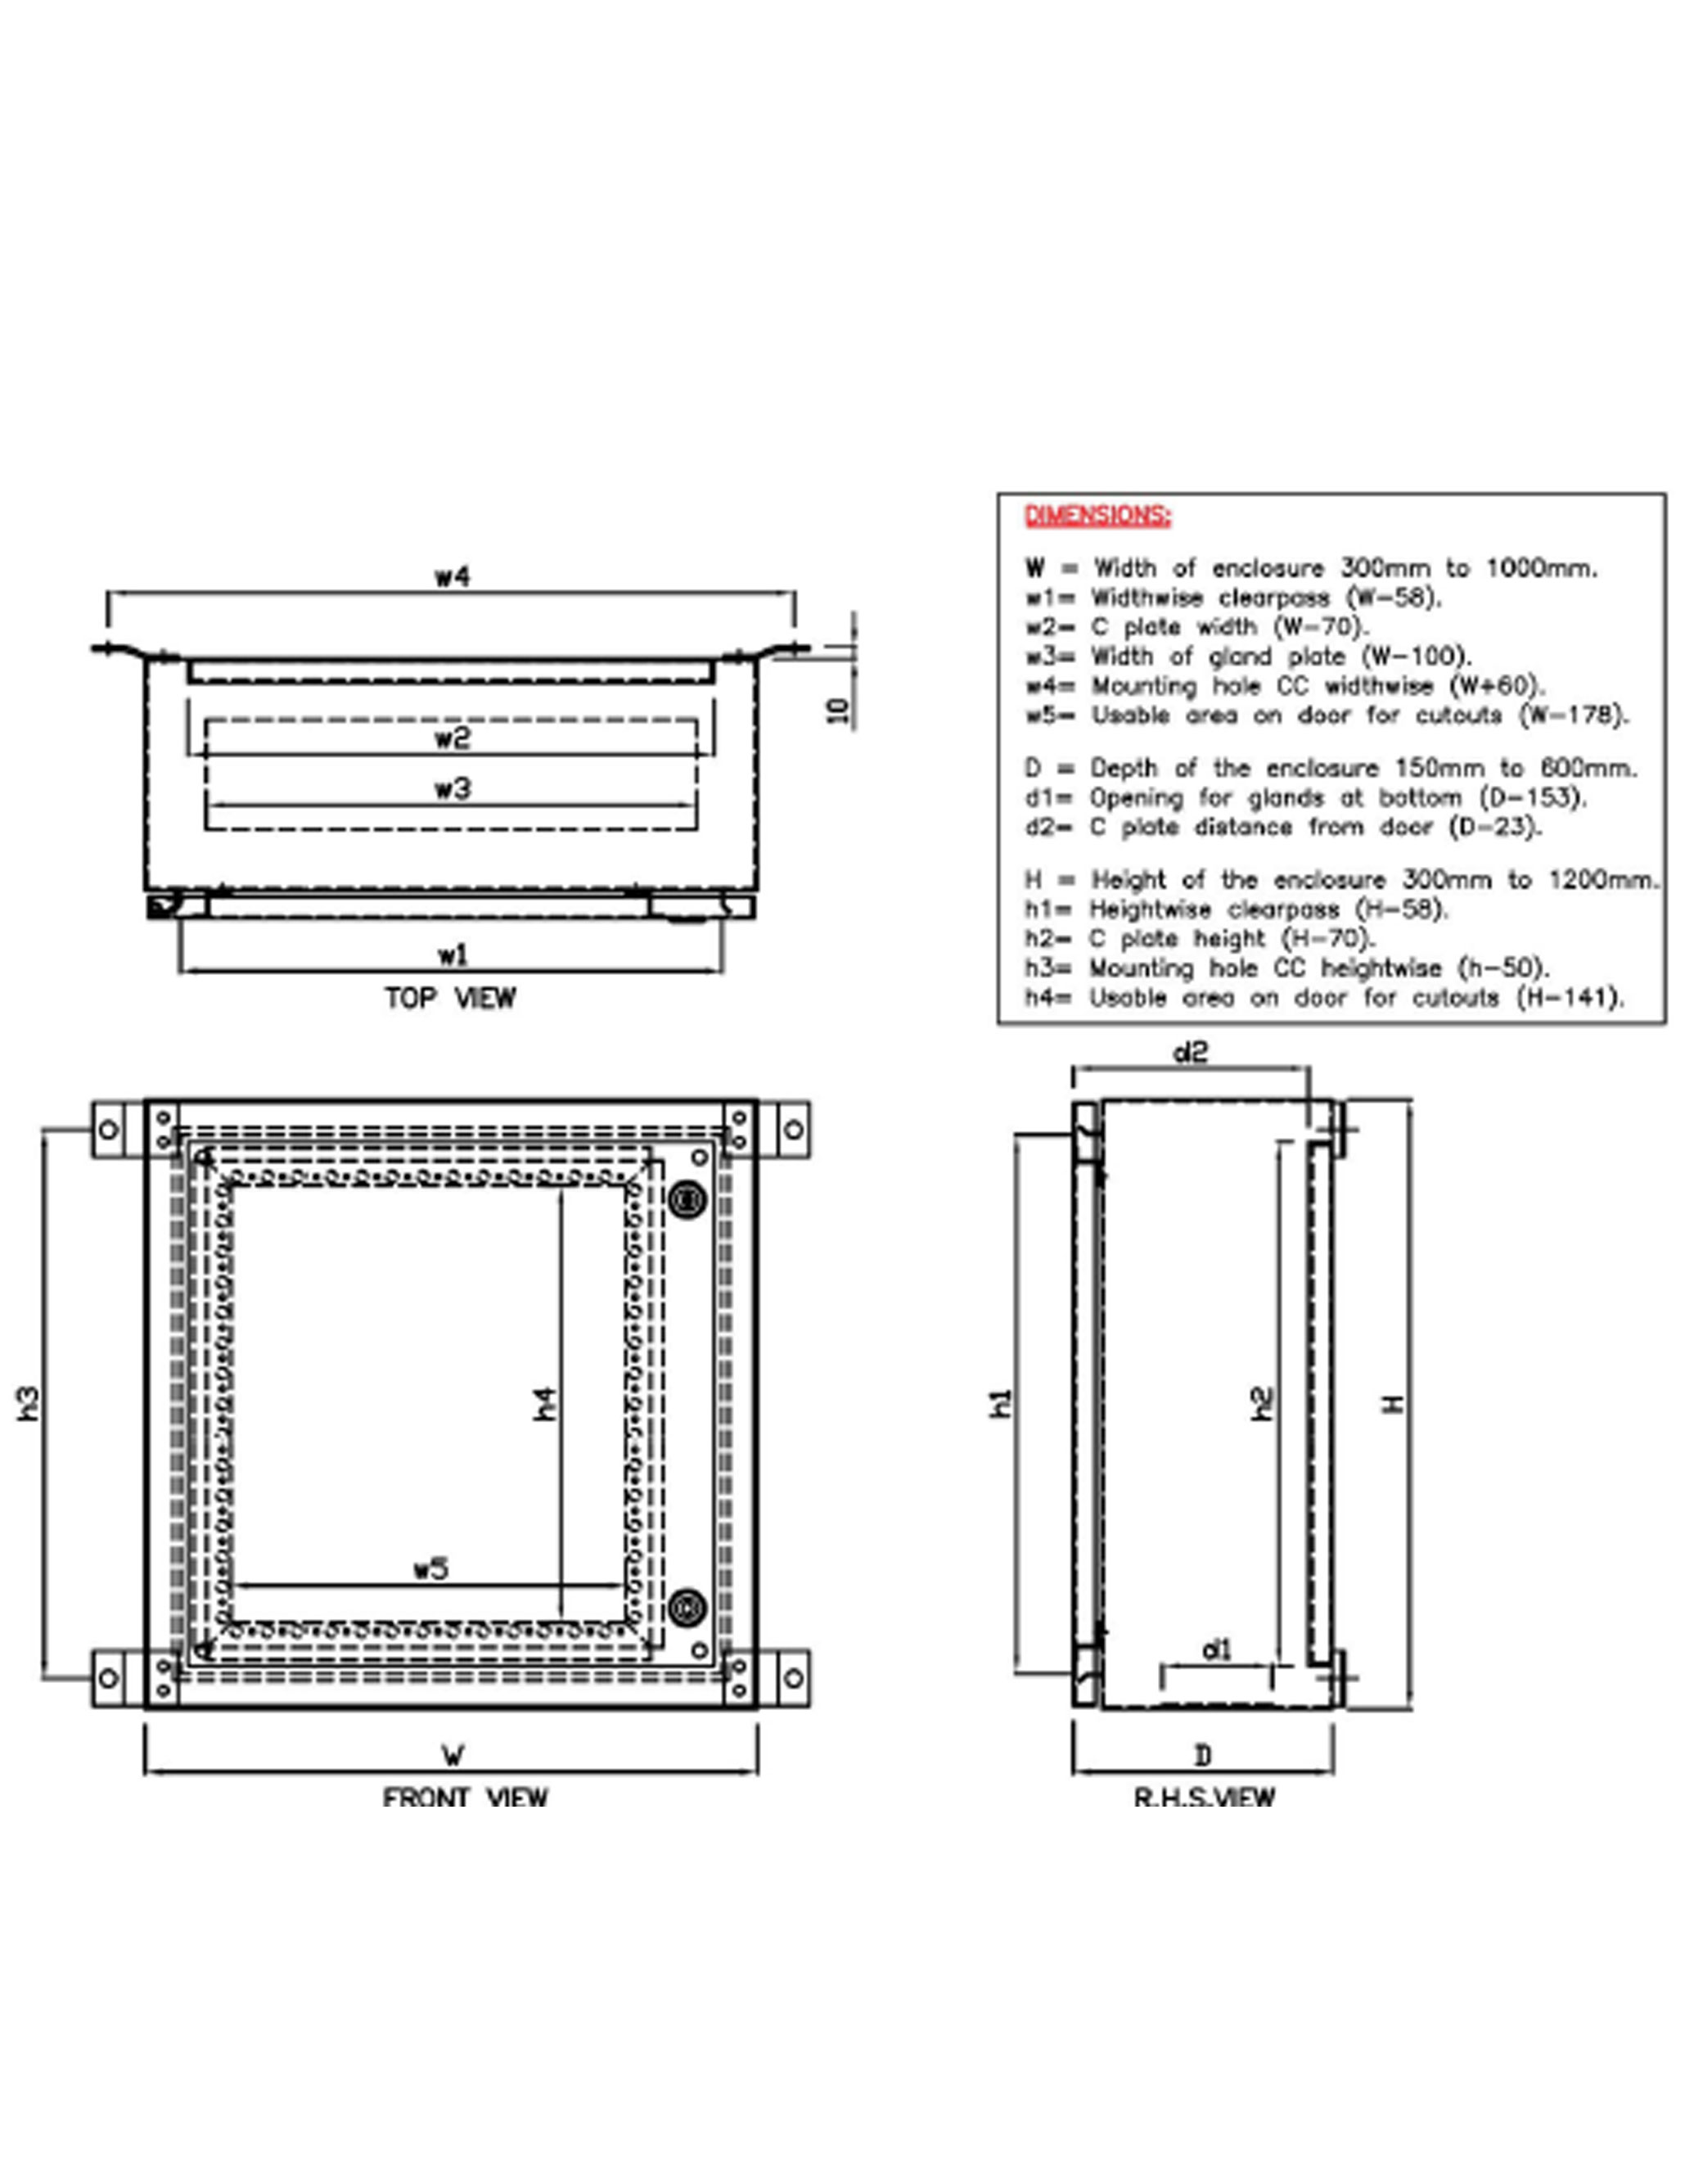 w4
10
w2
w3
w1
TOP VIEW
DIMENSIONS:
W = Width of enclosure 300mm to 1000mm.
w1= Widthwise clearpass (W-58).
w2= C plate width (W-70).
w3= Width of gland plate (W-100).
w4= Mounting hole CC widthwise (W+60).
w5= Usable area on door for cutouts (W-178).
D = Depth of the enclosure 150mm to 600mm.
d1= Opening for glands at bottom (D-153).
d2= C plate distance from door (D-23).
H = Height of the enclosure 300mm to 1200mm.
h1= Heightwise clearpass (H-58).
h2= C plate height (H-70).
h3= Mounting hole CC heightwise (h-50).
h4= Usable area on door for cutouts (H-141).
h3
h4
w5
W
FRONT VIEW
d2
h1
h2
H
d1
D
R.H.S.VIEW